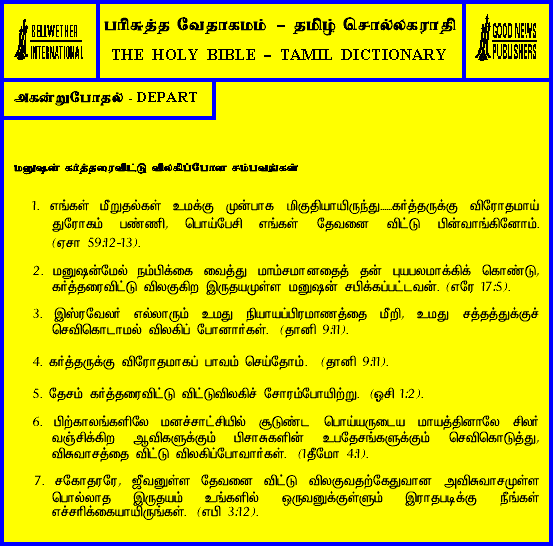 BELLWETHER
INTERNATIONAL
பரிசுத்த வேதாகமம் – தமிழ் சொல்லகராதி
THE HOLY BIBLE – TAMIL DICTIONARY
GOOD NEWS
PUBLISHERS
அகன்றுபோதல் - DEPART
மனுஷன் கர்த்தரைவிட்டு விலகிப்போன சம்பவங்கள்
1. எங்கள் மீறுதல்கள் உமக்கு முன்பாக மிகுதியாயிருந்து.....கர்த்தருக்கு விரோதமாய்
துரோகம் பண்ணி, பொய்பேசி எங்கள் தேவனை விட்டு பின்வாங்கினோம்.
(ஏசா 59:12-13).
2. மனுஷன்மேல் நம்பிக்கை வைத்து மாம்சமானதைத் தன் புயபலமாக்கிக் கொண்டு,
கர்த்தரைவிட்டு விலகுகிற இருதயமுள்ள மனுஷன் சபிக்கப்பட்டவன். (எரே 17:5).
3. இஸ்ரவேலர் எல்லாரும் உமது நியாயப்பிரமாணத்தை மீறி, உமது சத்தத்துக்குச்
செவிகொடாமல் விலகிப் போனார்கள். (தானி 9:11).
4. கர்த்தருக்கு விரோதமாகப் பாவம் செய்தோம். (தானி 9:11).
5. தேசம் கர்த்தரைவிட்டு விட்டுவிலகிச் சோரம்போயிற்று. (ஓசி 1:2).
6. பிற்காலங்களிலே மனச்சாட்சியில் சூடுண்ட பொய்யருடைய மாயத்தினாலே சிலர்
வஞ்சிக்கிற ஆவிகளுக்கும் பிசாசுகளின் உபதேசங்களுக்கும் செவிகொடுத்து,
விசுவாசத்தை விட்டு விலகிப்போவார்கள். (1தீமோ 4:1).
7. சகோதரரே, ஜீவனுள்ள தேவனை விட்டு விலகுவதற்கேதுவான அவிசுவாசமுள்ள
பொல்லாத இருதயம் உங்களில் ஒருவனுக்குள்ளும் இராதபடிக்கு நீங்கள்
எச்சரிக்கையாயிருங்கள். (எபி 3:12).